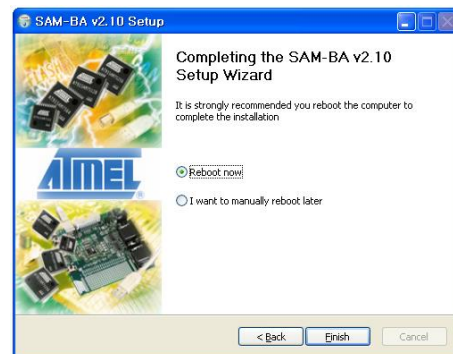 SAM-BA v2.10 Setup
Completing the SAM-BA v2.10
Setup Wizard
It is strongly recommended you reboot the computer to
complete the installation
ATMEL
Reboot now
I want to manually reboot later
< Back
Finish
Cancel